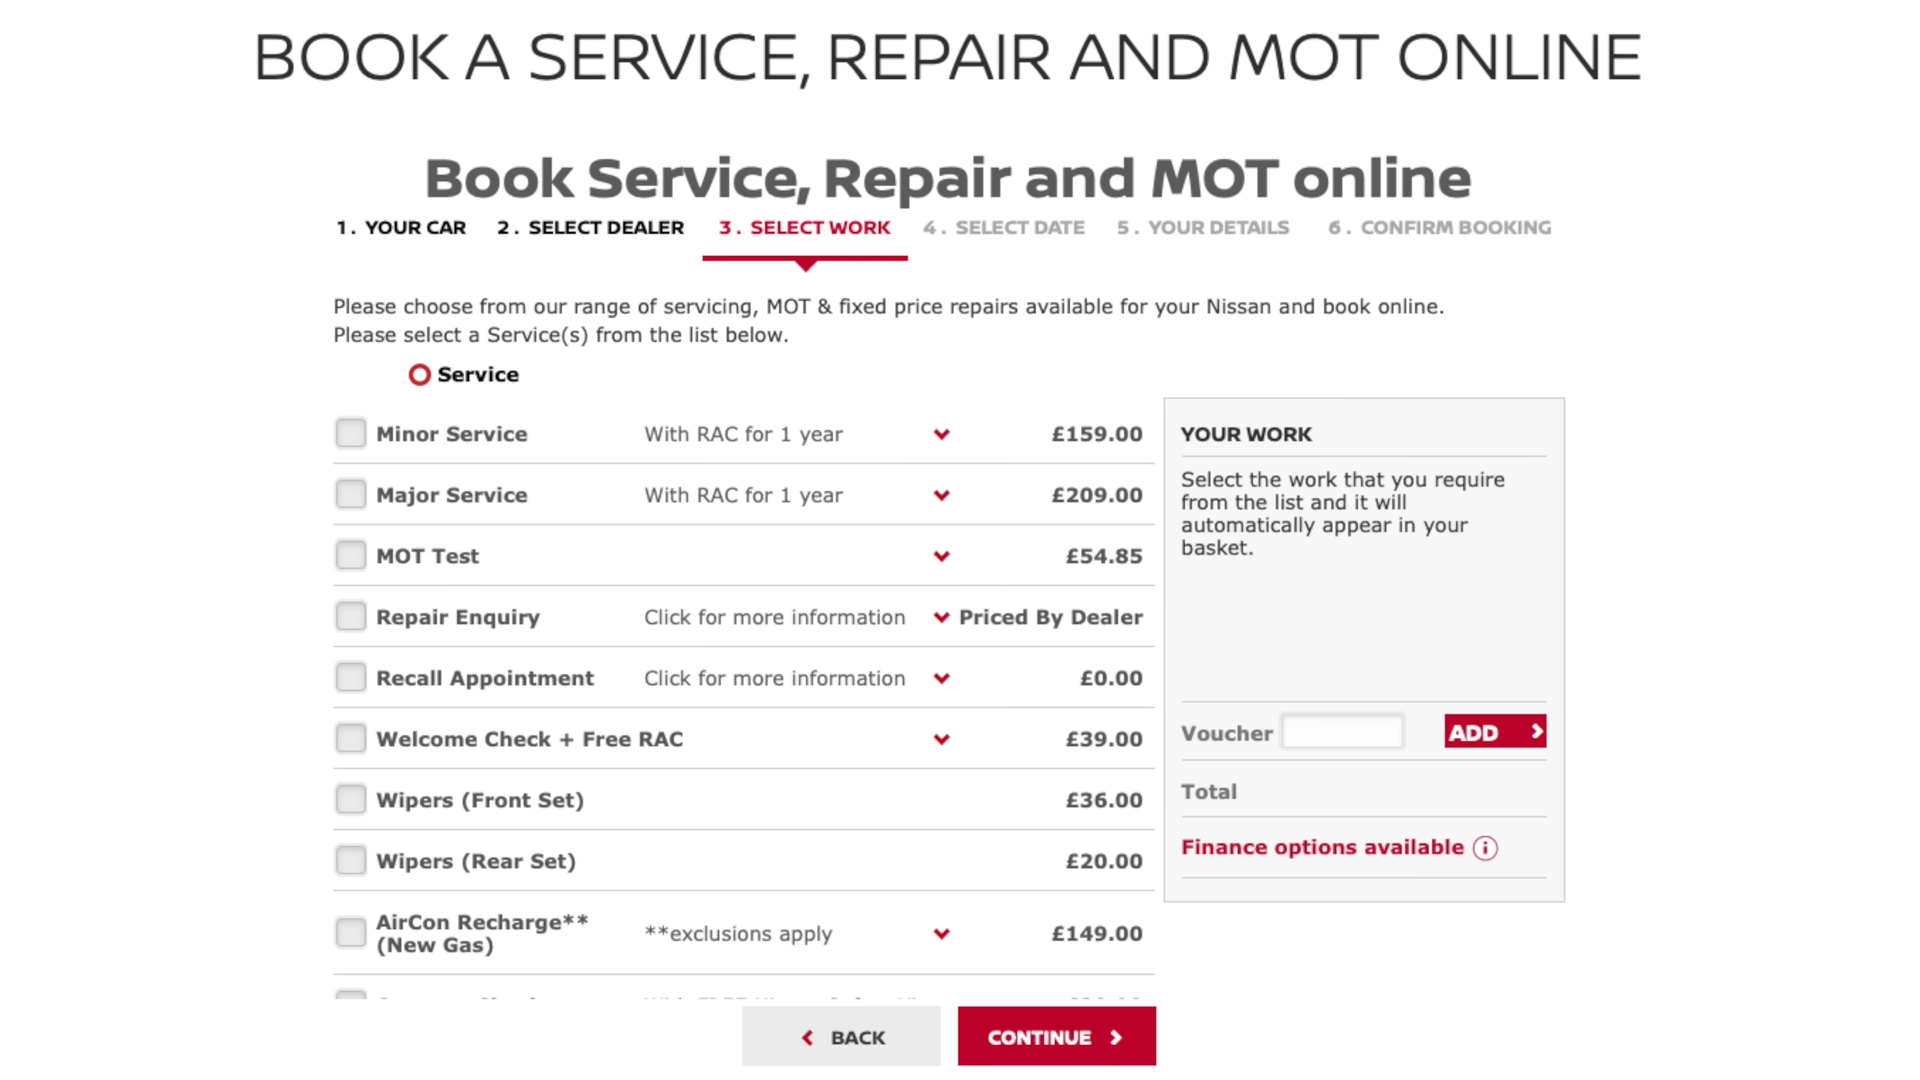 BOOK A SERVICE, REPAIR AND MOT ONLINE
Book Service, Repair and MOT online
1. YOUR CAR 2. SELECT DEALER 3. SELECT WORK 4. SELECT DATE 5. YOUR DETAILS 6. CONFIRM BOOKING
Please choose from our range of servicing, MOT & fixed price repairs available for your Nissan and book online.
Please select a Service(s) from the list below.
Service
Minor Service With RAC for 1 year £159.00
Major Service With RAC for 1 year £209.00
MOT Test £54.85
Repair Enquiry Click for more information Priced By Dealer
Recall Appointment Click for more information £0.00
Welcome Check + Free RAC £39.00
Wipers (Front Set) £36.00
Wipers (Rear Set) £20.00
AirCon Recharge**
(New Gas) **exclusions apply £149.00
YOUR WORK
Select the work that you require
from the list and it will
automatically appear in your
basket.
Voucher ADD
Total
Finance options available
BACK CONTINUE